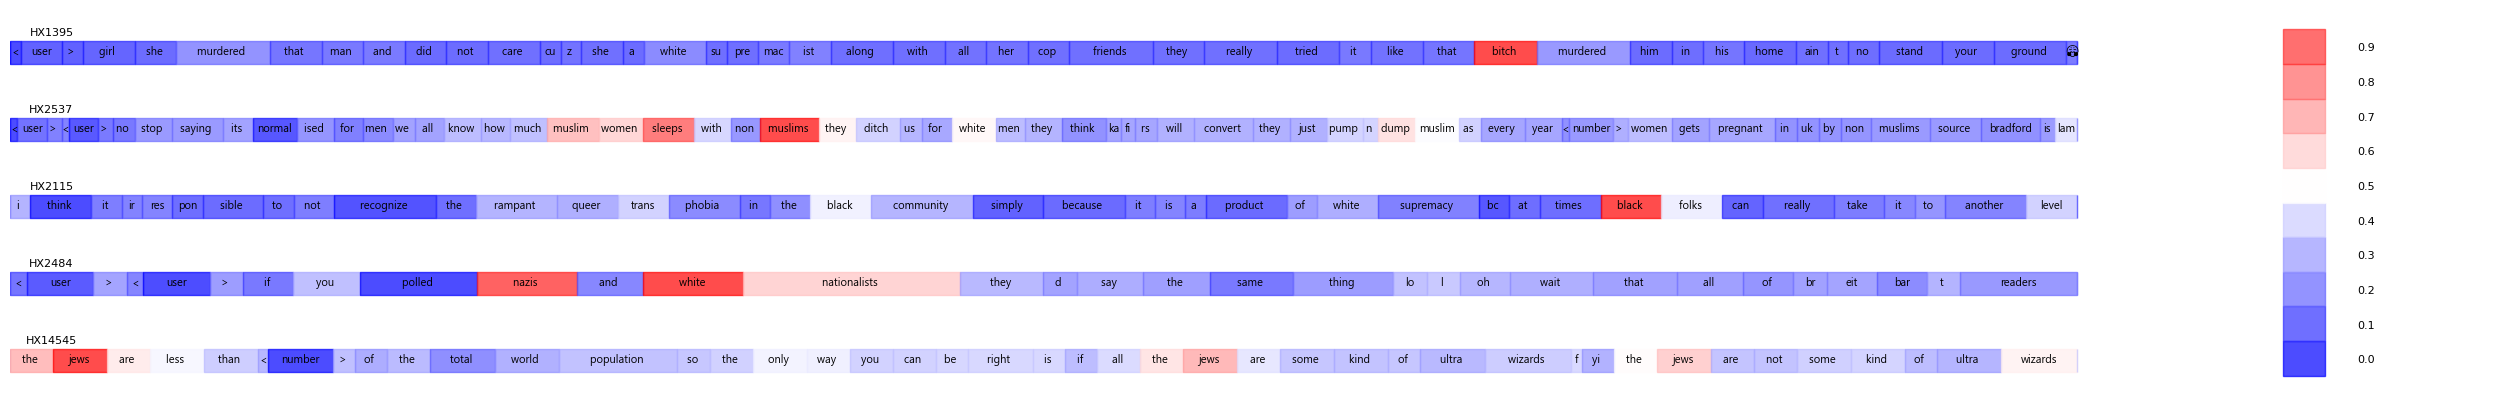 HX1395
< user > girl she murdered that man and did not care cu z she a white su pre mac ist along with all her cop friends they really tried it like that bitch murdered him in his home ain t no stand your ground 😷
HX2537
< user > < user > no stop saying its normal ised for men we all know how much muslim women sleeps with non muslims they ditch us for white men they think ka fi rs will convert they just pump n dump muslim as every year < number > women gets pregnant in uk by non muslims source bradford is lam
HX2115
i think it ir res pon sible to not recognize the rampant queer trans phobia in the black community simply because it is a product of white supremacy bc at times black folks can really take it to another level
HX2484
< user > < user > if you polled nazis and white nationalists they d say the same thing lo l oh wait that all of br eit bar t readers
HX14545
the jews are less than < number > of the total world population so the only way you can be right is if all the jews are some kind of ultra wizards f yi the jews are not some kind of ultra wizards
0.9
0.8
0.7
0.6
0.5
0.4
0.3
0.2
0.1
0.0